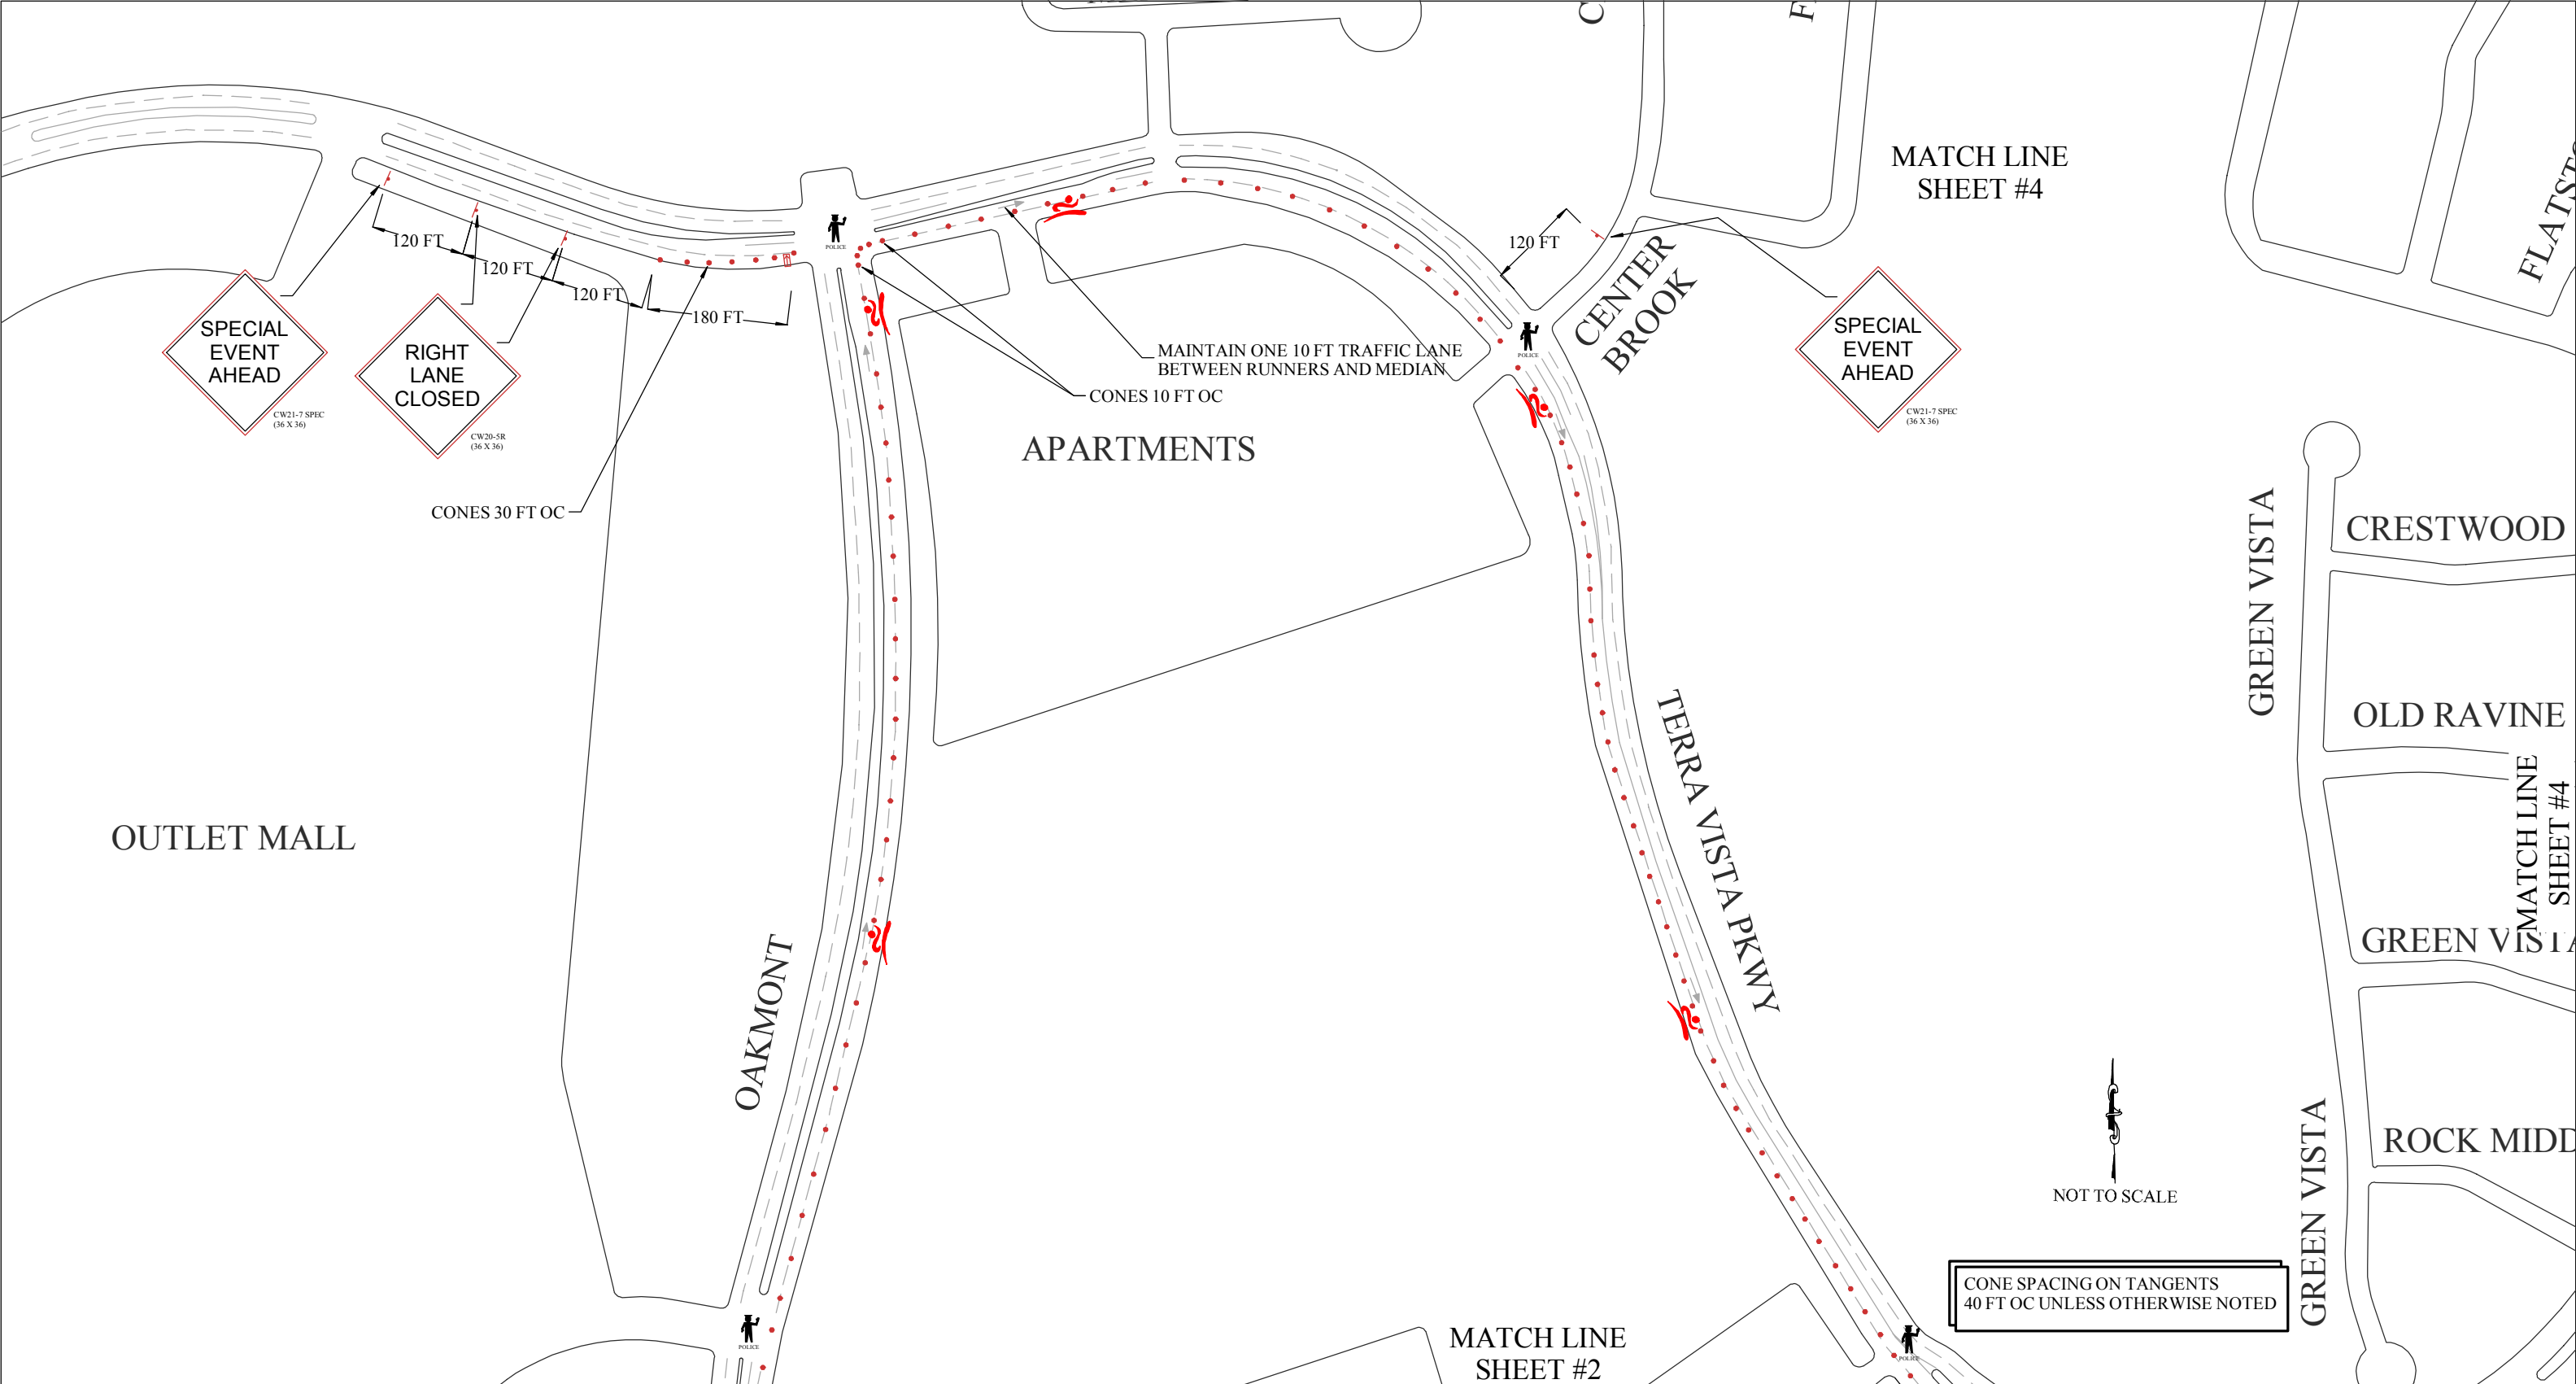 MATCH LINE
SHEET #4
120 FT
120 FT
120 FT
180 FT
120 FT
POLICE
POLICE
CENTER
BROOK
SPECIAL
EVENT
AHEAD
CW21-7 SPEC
(36 X 36)
RIGHT
LANE
CLOSED
CW20-5R
(36 X 36)
SPECIAL
EVENT
AHEAD
CW21-7 SPEC
(36 X 36)
MAINTAIN ONE 10 FT TRAFFIC LANE
BETWEEN RUNNERS AND MEDIAN
CONES 10 FT OC
APARTMENTS
CONES 30 FT OC
GREEN VISTA
CRESTWOOD
OLD RAVINE
TERRA VISTA PKWY
OUTLET MALL
MATCH LINE
SHEET #4
GREEN VISTA
OAKMONT
ROCK MIDD
GREEN VISTA
NOT TO SCALE
CONE SPACING ON TANGENTS
40 FT OC UNLESS OTHERWISE NOTED
POLICE
POLICE
MATCH LINE
SHEET #2